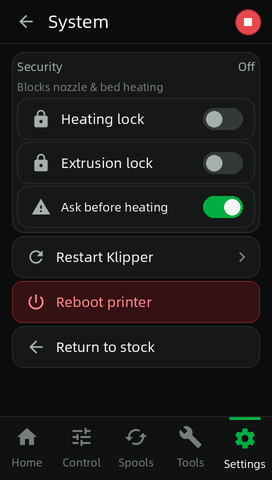 System
Security Off
Blocks nozzle & bed heating
Heating lock
Extrusion lock
Ask before heating
Restart Klipper
Reboot printer
Return to stock
Home Control Spools Tools Settings